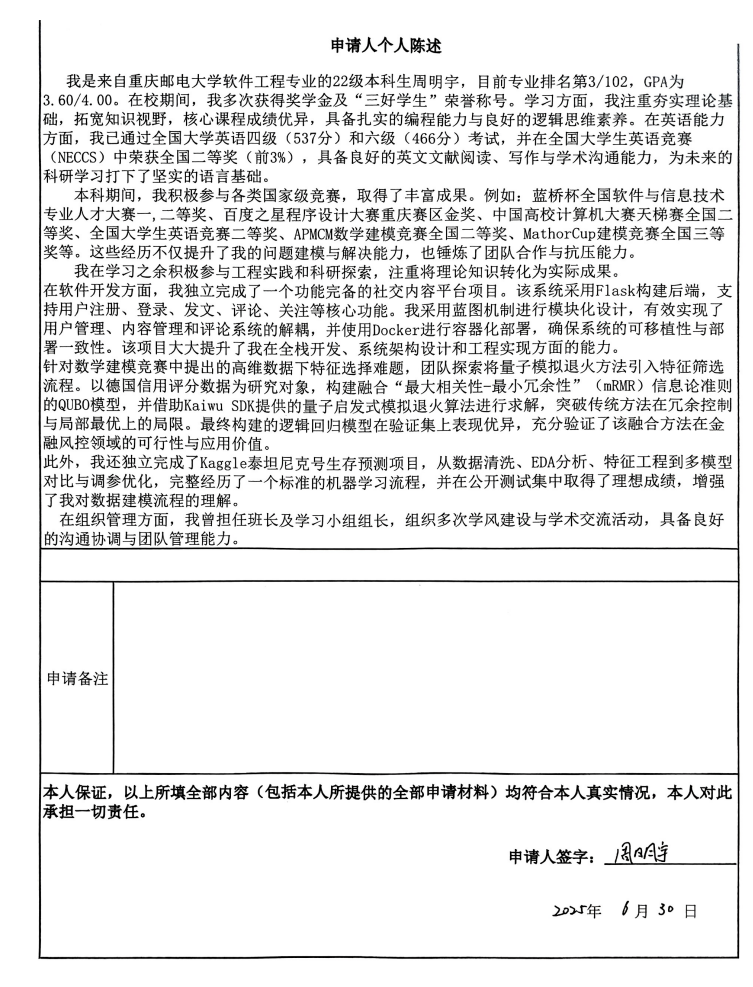 申请人个人陈述
我是来自重庆邮电大学软件工程专业的22级本科生周明宇，目前专业排名第3/102，GPA为
3.60/4.00。在校期间，我多次获得奖学金及“三好学生”荣誉称号。学习方面，我注重夯实理论基
础，拓宽知识视野，核心课程成绩优异，具备扎实的编程能力与良好的逻辑思维素养。在英语能力
方面，我已通过全国大学英语四级（537分）和六级（466分）考试，并在全国大学生英语竞赛
（NECCS）中荣获全国二等奖（前3%），具备良好的英文文献阅读、写作与学术沟通能力，为未来的
科研学习打下了坚实的语言基础。
本科期间，我积极参与各类国家级竞赛，取得了丰富成果。例如：蓝桥杯全国软件与信息技术
专业人才大赛一,二等奖、百度之星程序设计大赛重庆赛区金奖、中国高校计算机大赛天梯赛全国二
等奖、全国大学生英语竞赛二等奖、APMCM数学建模竞赛全国二等奖、MathorCup建模竞赛全国三等
奖等。这些经历不仅提升了我的问题建模与解决能力，也锤炼了团队合作与抗压能力。
我在学习之余积极参与工程实践和科研探索，注重将理论知识转化为实际成果。
在软件开发方面，我独立完成了一个功能完备的社交内容平台项目。该系统采用Flask构建后端，支
持用户注册、登录、发文、评论、关注等核心功能。我采用蓝图机制进行模块化设计，有效实现了
用户管理、内容管理和评论系统的解耦，并使用Docker进行容器化部署，确保系统的可移植性与部
署一致性。该项目大大提升了我在全栈开发、系统架构设计和工程实现方面的能力。
针对数学建模竞赛中提出的高维数据下特征选择难题，团队探索将量子模拟退火方法引入特征筛选
流程。以德国信用评分数据为研究对象，构建融合“最大相关性-最小冗余性”（mRMR）信息论准则
的QUBO模型，并借助Kaiwu SDK提供的量子启发式模拟退火算法进行求解，突破传统方法在冗余控制
与局部最优上的局限。最终构建的逻辑回归模型在验证集上表现优异，充分验证了该融合方法在金
融风控领域的可行性与应用价值。
此外，我还独立完成了Kaggle泰坦尼克号生存预测项目，从数据清洗、EDA分析、特征工程到多模型
对比与调参优化，完整经历了一个标准的机器学习流程，并在公开测试集中取得了理想成绩，增强
了我对数据建模流程的理解。
在组织管理方面，我曾担任班长及学习小组组长，组织多次学风建设与学术交流活动，具备良好
的沟通协调与团队管理能力。
申请备注
本人保证，以上所填全部内容（包括本人所提供的全部申请材料）均符合本人真实情况，本人对此
承担一切责任。
申请人签字：周明宇
2025年 6月 30 日